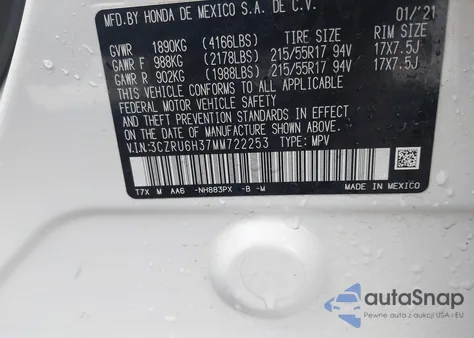 MFD.BY HONDA DE MEXICO S.A. DE C.V. 01/'21
GVWR 1890KG (4166LBS) TIRE SIZE RIM SIZE
GAWR F 988KG (2178LBS) 215/55R17 94V 17X7.5J
GAWR R 902KG (1988LBS) 215/55R17 94V 17X7.5J
THIS VEHICLE CONFORMS TO ALL APPLICABLE
FEDERAL MOTOR VEHICLE SAFETY
AND THEFT PREVENTION STANDARDS IN EFFECT
ON THE DATE OF MANUFACTURE SHOWN ABOVE.
V.IN:3CZRU6H37MM722253 TYPE: MPV
T7X M AA6 -NH883PX -B -M
MADE IN MEXICO
autoSnap
Pewne auto z aukcji USA i EU